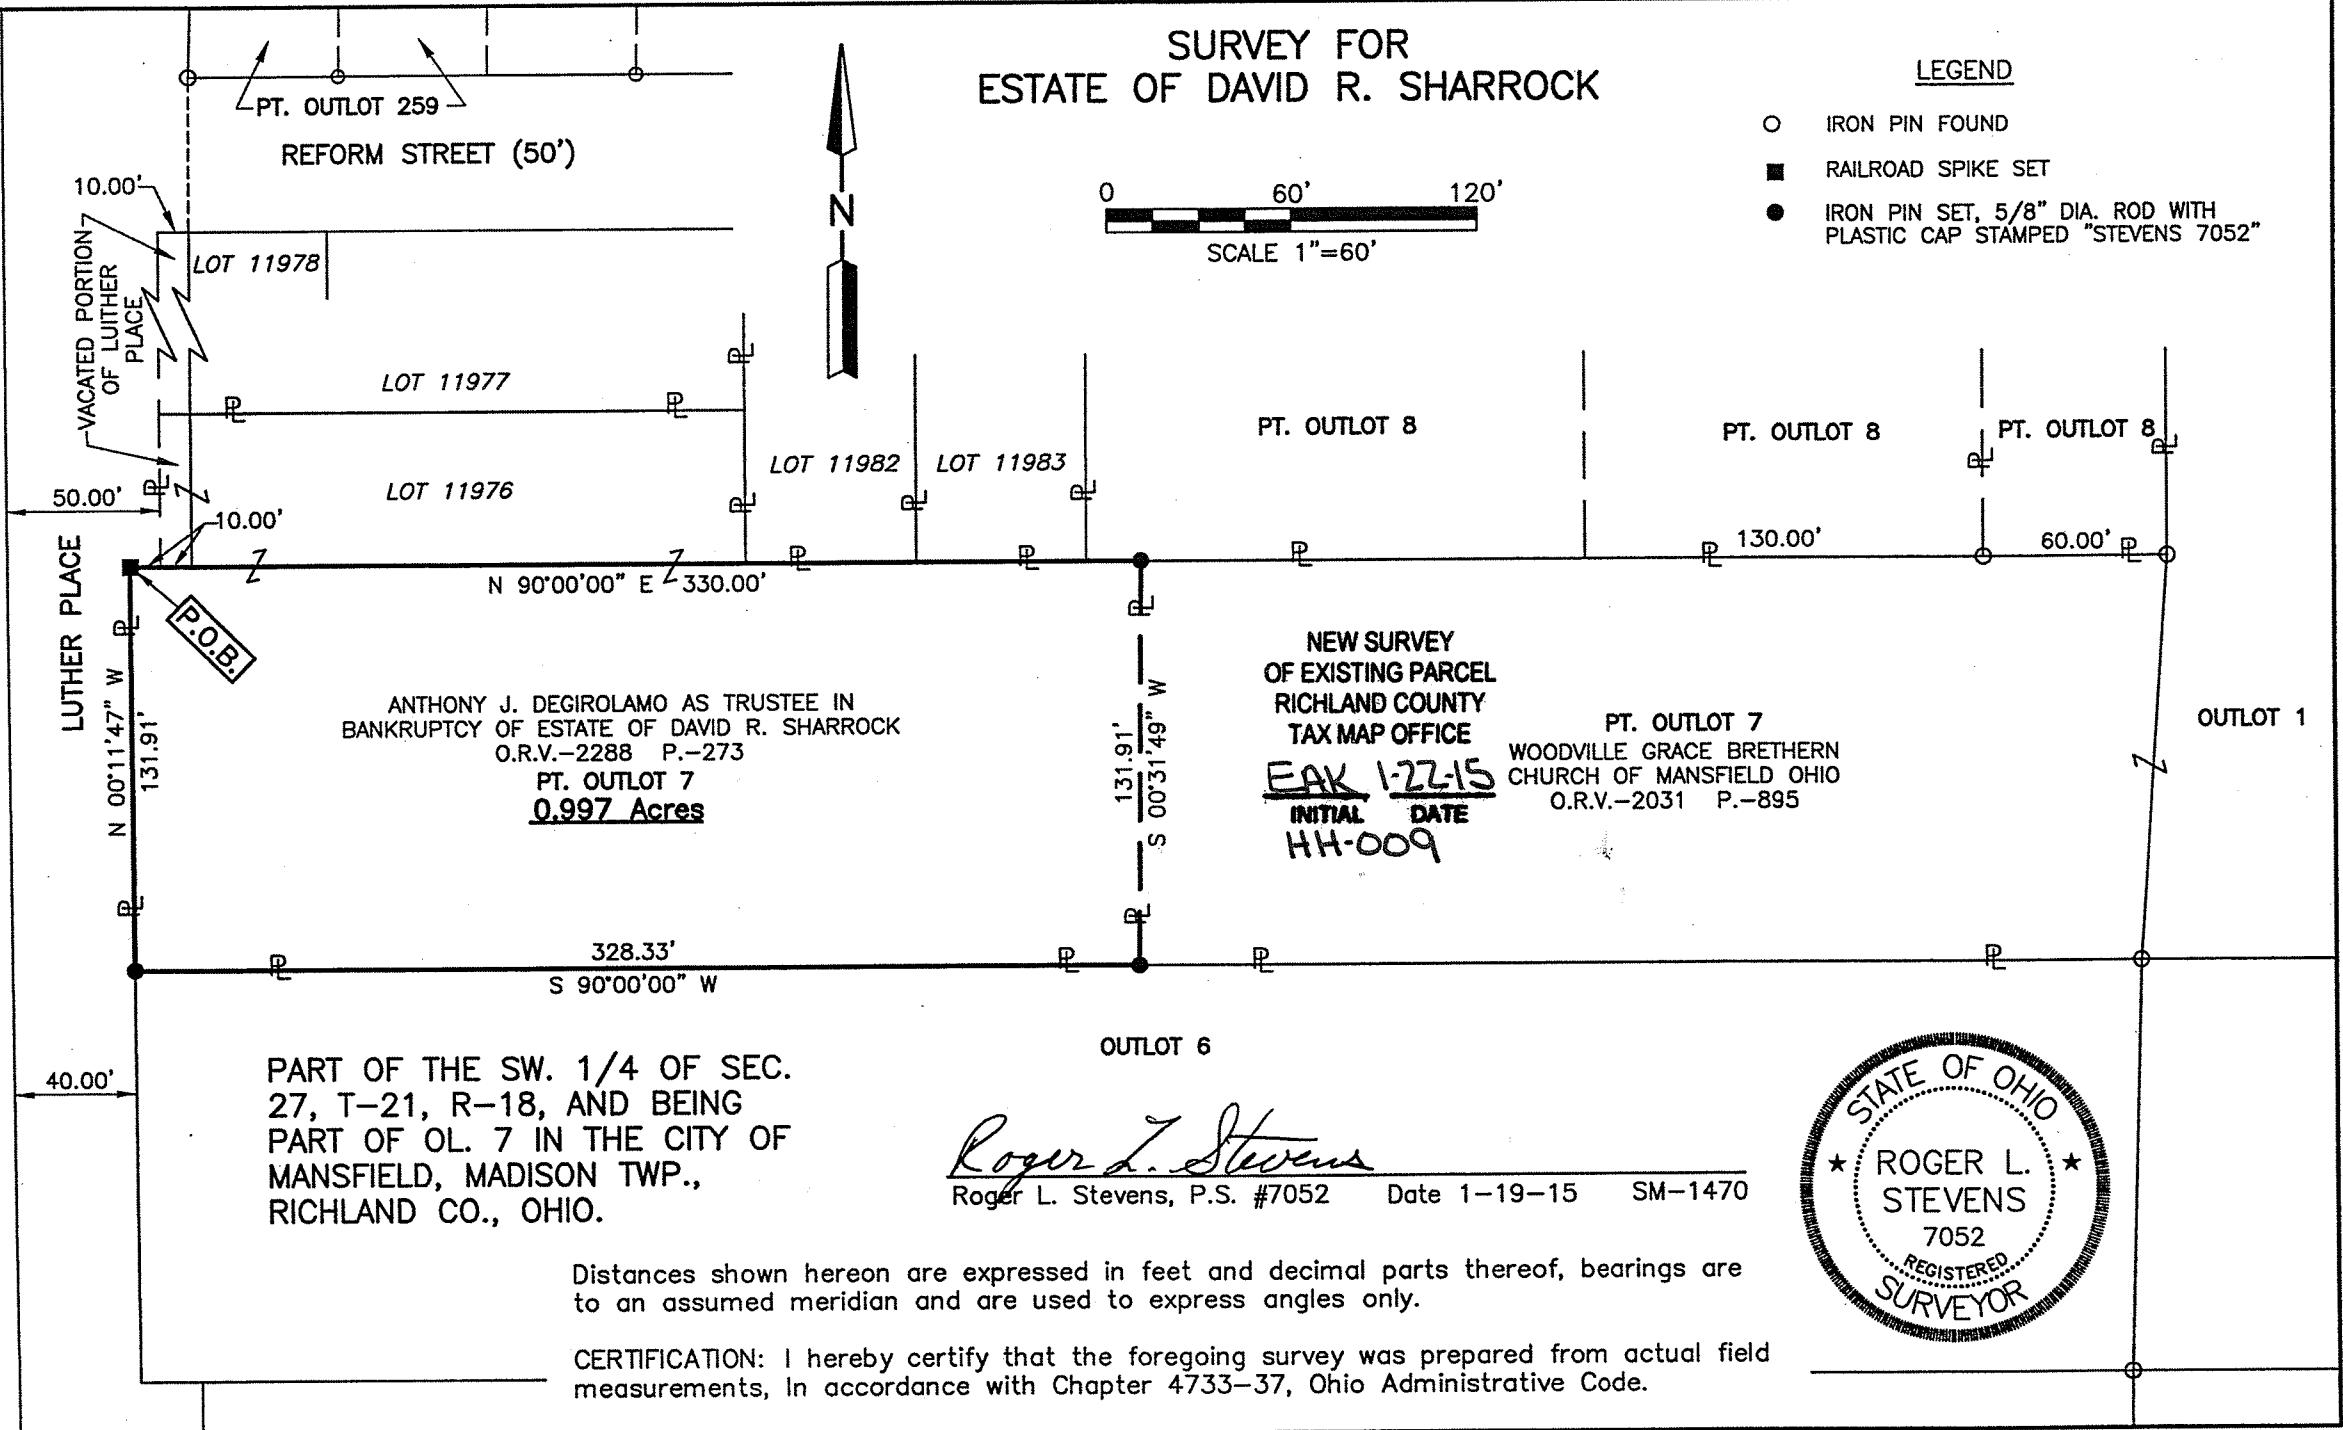 SURVEY FOR
ESTATE OF DAVID R. SHARROCK
LEGEND
IRON PIN FOUND
RAILROAD SPIKE SET
IRON PIN SET, 5/8" DIA. ROD WITH
PLASTIC CAP STAMPED "STEVENS 7052"
0 60' 120'
SCALE 1"=60'
N
PT. OUTLOT 259
REFORM STREET (50')
10.00'
VACATED PORTION
OF LUITHER
PLACE
LOT 11978
LOT 11977
LOT 11976
LOT 11982
LOT 11983
PT. OUTLOT 8
PT. OUTLOT 8
PT. OUTLOT 8
50.00'
10.00'
130.00'
60.00'
N 90°00'00" E 330.00'
LUTHER PLACE
P.O.B.
N 00°11'47" W
131.91'
ANTHONY J. DEGIROLAMO AS TRUSTEE IN
BANKRUPTCY OF ESTATE OF DAVID R. SHARROCK
O.R.V.-2288 P.-273
PT. OUTLOT 7
0.997 Acres
131.91'
S 00°31'49" W
NEW SURVEY
OF EXISTING PARCEL
RICHLAND COUNTY
TAX MAP OFFICE
EAK 1-22-15
INITIAL DATE
HH-009
PT. OUTLOT 7
WOODVILLE GRACE BRETHERN
CHURCH OF MANSFIELD OHIO
O.R.V.-2031 P.-895
OUTLOT 1
328.33'
S 90°00'00" W
OUTLOT 6
40.00'
PART OF THE SW. 1/4 OF SEC.
27, T-21, R-18, AND BEING
PART OF OL. 7 IN THE CITY OF
MANSFIELD, MADISON TWP.,
RICHLAND CO., OHIO.
Roger L. Stevens
Roger L. Stevens, P.S. #7052 Date 1-19-15 SM-1470
STATE OF OHIO
ROGER L.
STEVENS
7052
REGISTERED
SURVEYOR
Distances shown hereon are expressed in feet and decimal parts thereof, bearings are
to an assumed meridian and are used to express angles only.
CERTIFICATION: I hereby certify that the foregoing survey was prepared from actual field
measurements, In accordance with Chapter 4733-37, Ohio Administrative Code.